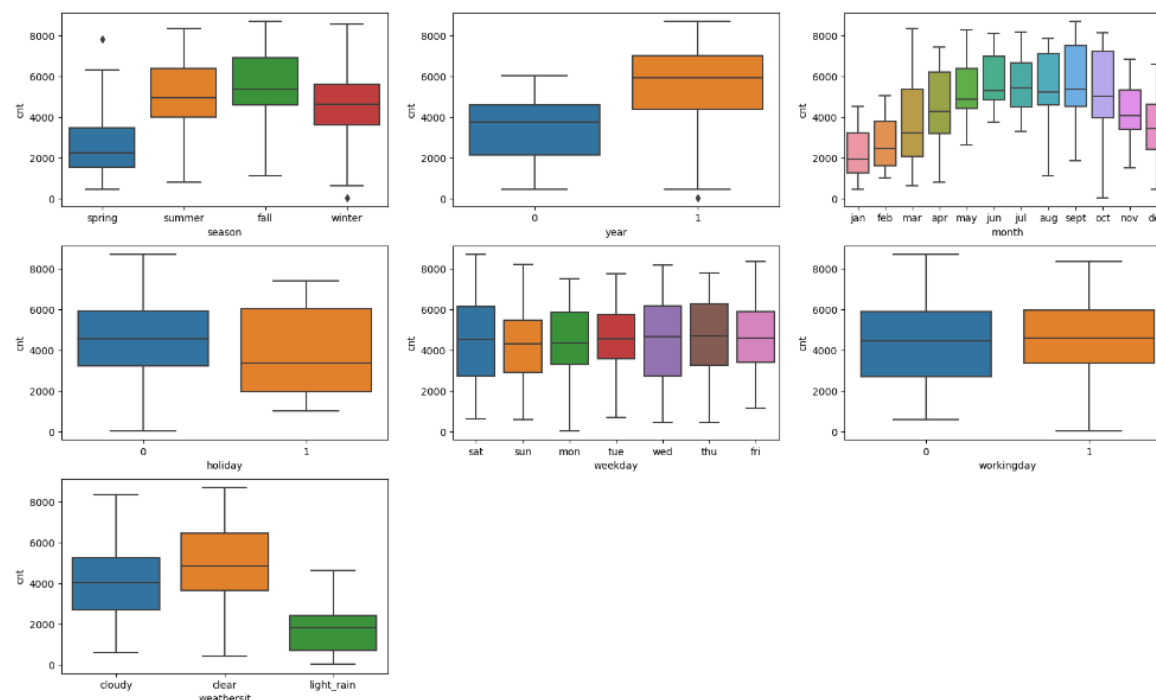 8000
6000
4000
2000
0
cnt
spring summer fall winter
season
8000
6000
4000
2000
0
cnt
0 1
year
8000
6000
4000
2000
0
cnt
jan feb mar apr may jun jul aug sept oct nov de
month
8000
6000
4000
2000
0
cnt
0 1
holiday
8000
6000
4000
2000
0
cnt
sat sun mon tue wed thu fri
weekday
8000
6000
4000
2000
0
cnt
0 1
workingday
8000
6000
4000
2000
0
cnt
cloudy clear light_rain
weathersit